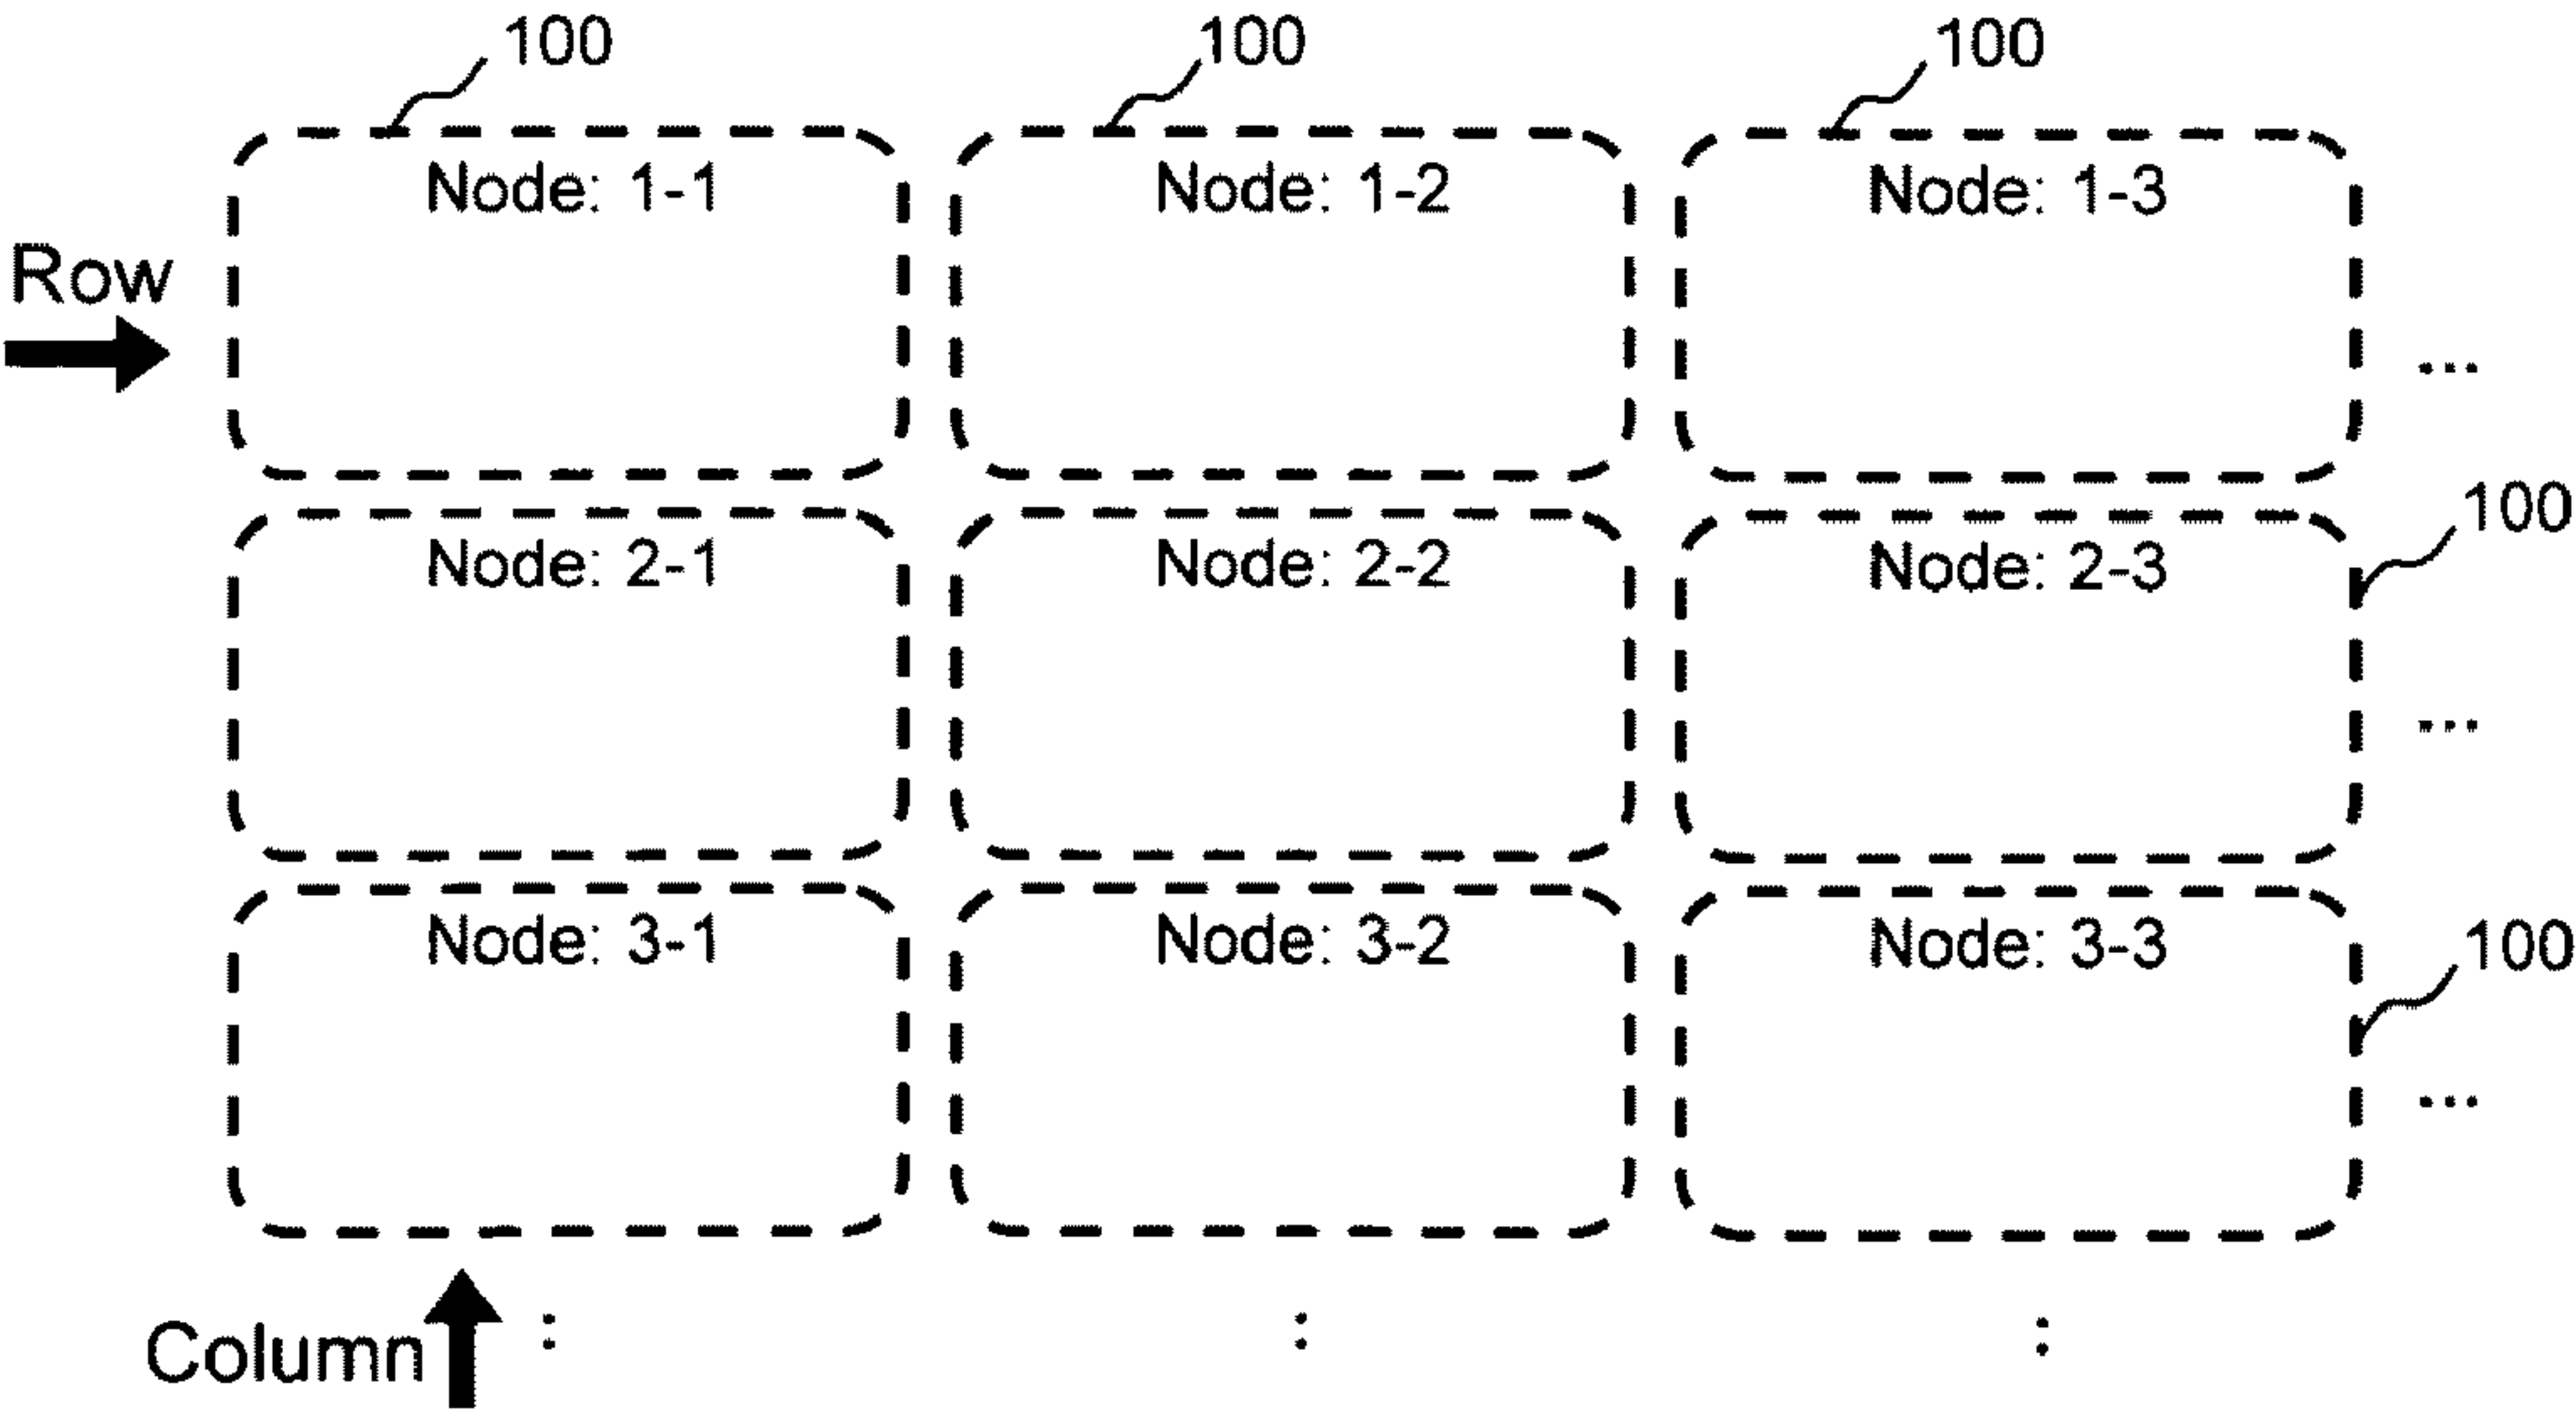 100 100 100
Node: 1-1 Node: 1-2 Node: 1-3
Row
...
100
Node: 2-1 Node: 2-2 Node: 2-3
...
Node: 3-1 Node: 3-2 Node: 3-3
100
...
Column : : :